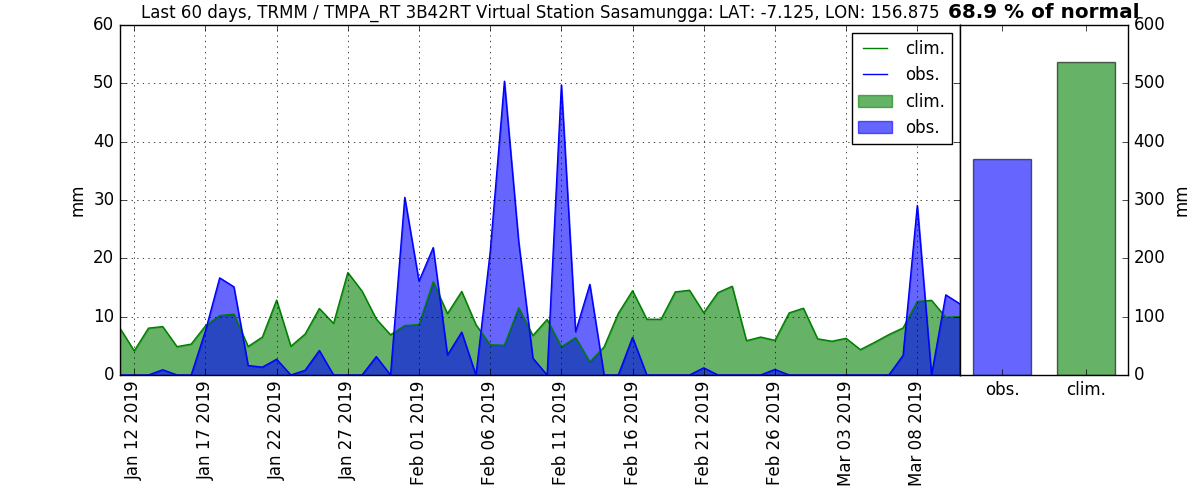 Last 60 days, TRMM / TMPA_RT 3B42RT Virtual Station Sasamungga: LAT: -7.125, LON: 156.875
68.9 % of normal
60
50
40
30
20
10
0
mm
clim.
obs.
clim.
obs.
Jan 12 2019
Jan 17 2019
Jan 22 2019
Jan 27 2019
Feb 01 2019
Feb 06 2019
Feb 11 2019
Feb 16 2019
Feb 21 2019
Feb 26 2019
Mar 03 2019
Mar 08 2019
600
500
400
300
200
100
0
mm
obs.
clim.